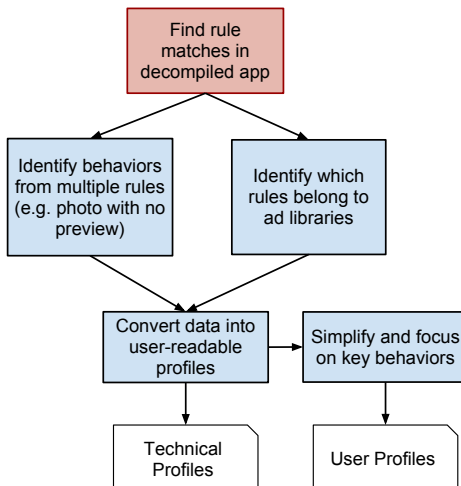 Find rule
matches in
decompiled app
Identify behaviors
from multiple rules
(e.g. photo with no
preview)
Identify which
rules belong to
ad libraries
Convert data into
user-readable
profiles
Simplify and focus
on key behaviors
Technical
Profiles
User Profiles